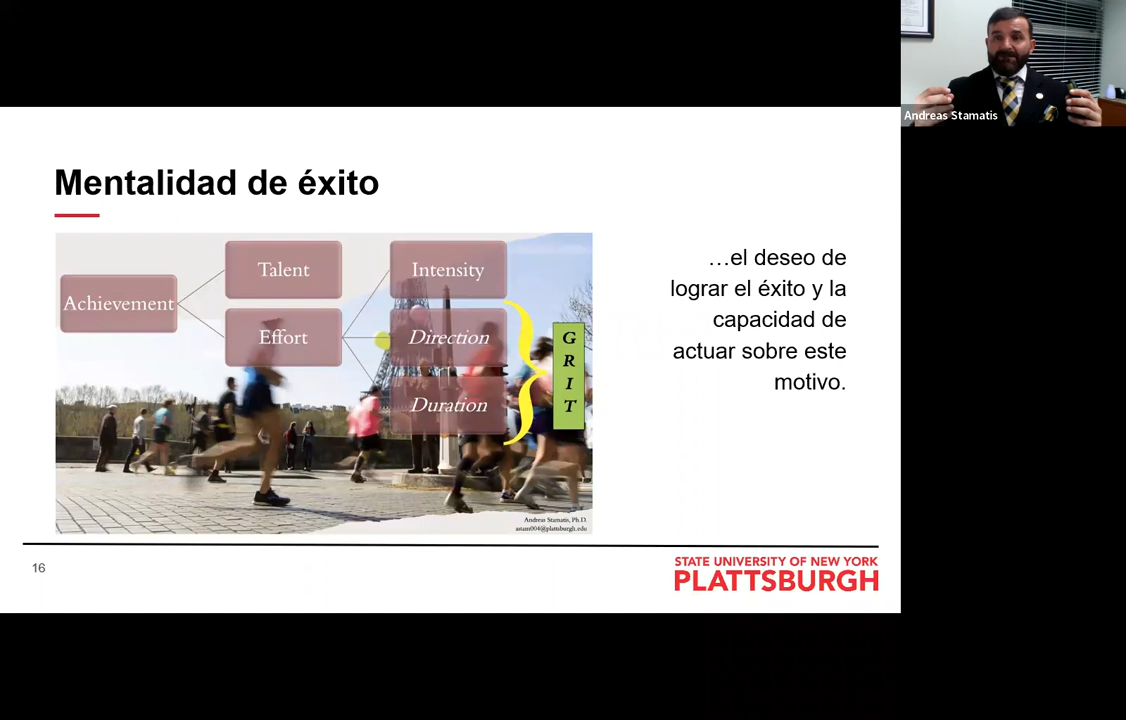 Andreas Stamatis
Mentalidad de éxito
Achievement
Talent
Effort
Intensity
Direction
Duration
G
R
I
T
Andreas Stamatis, Ph.D.
astam004@plattsburgh.edu
…el deseo de
lograr el éxito y la
capacidad de
actuar sobre este
motivo.
16
STATE UNIVERSITY OF NEW YORK
PLATTSBURGH